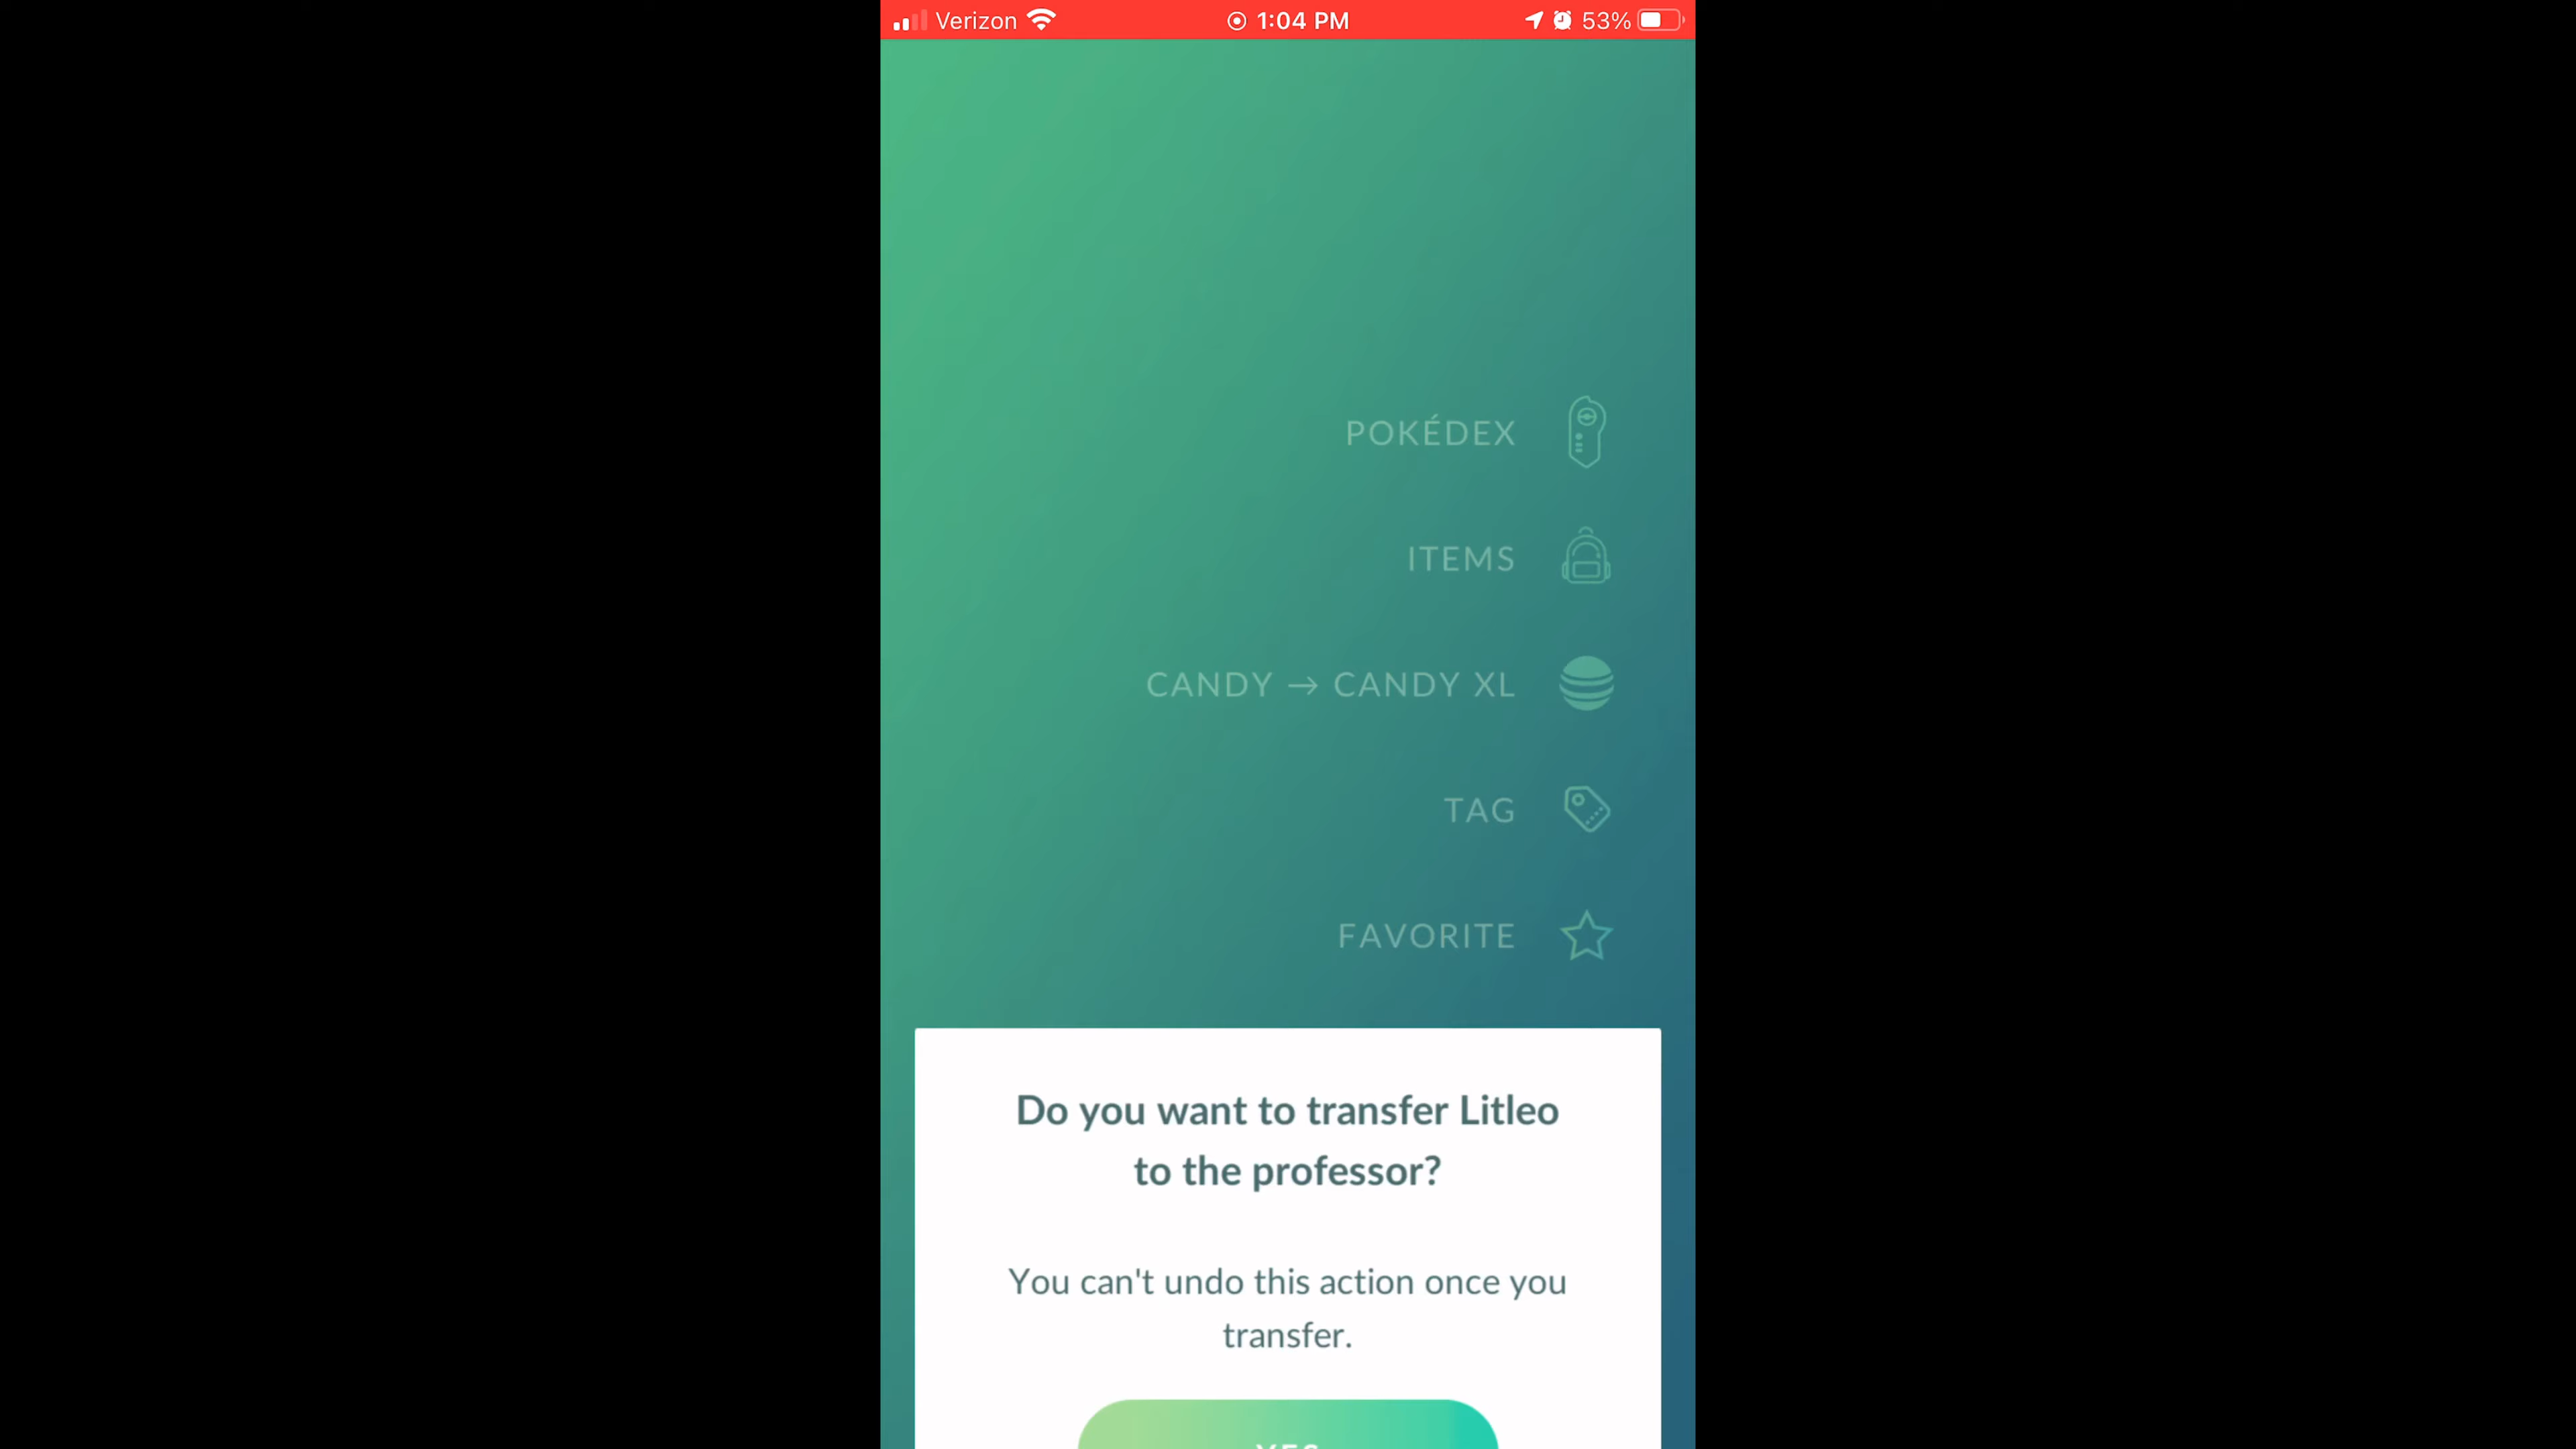 Verizon 1:04 PM 53%
POKÉDEX
ITEMS
CANDY → CANDY XL
TAG
FAVORITE
Do you want to transfer Litleo
to the professor?
You can't undo this action once you
transfer.
YES